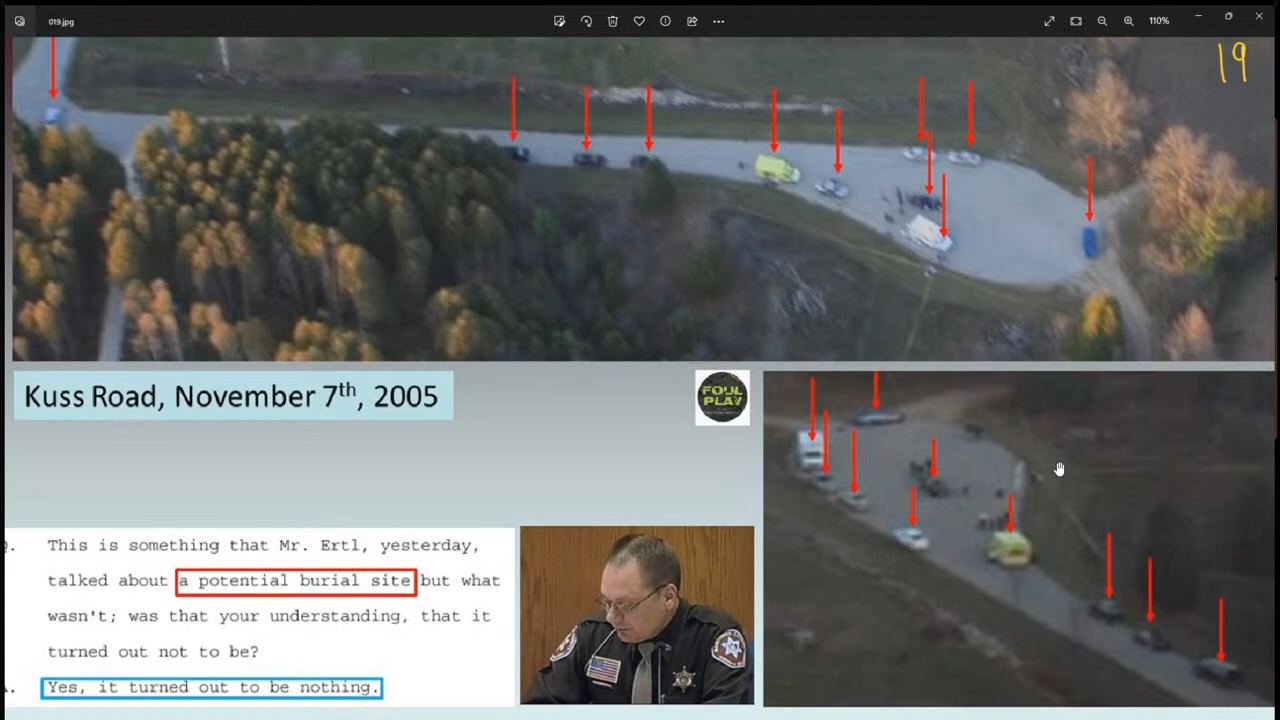 019.jpg
110%
19
Kuss Road, November 7th, 2005
FOUL
PLAY
This is something that Mr. Ertl, yesterday,
talked about a potential burial site but what
wasn't; was that your understanding, that it
turned out not to be?
Yes, it turned out to be nothing.